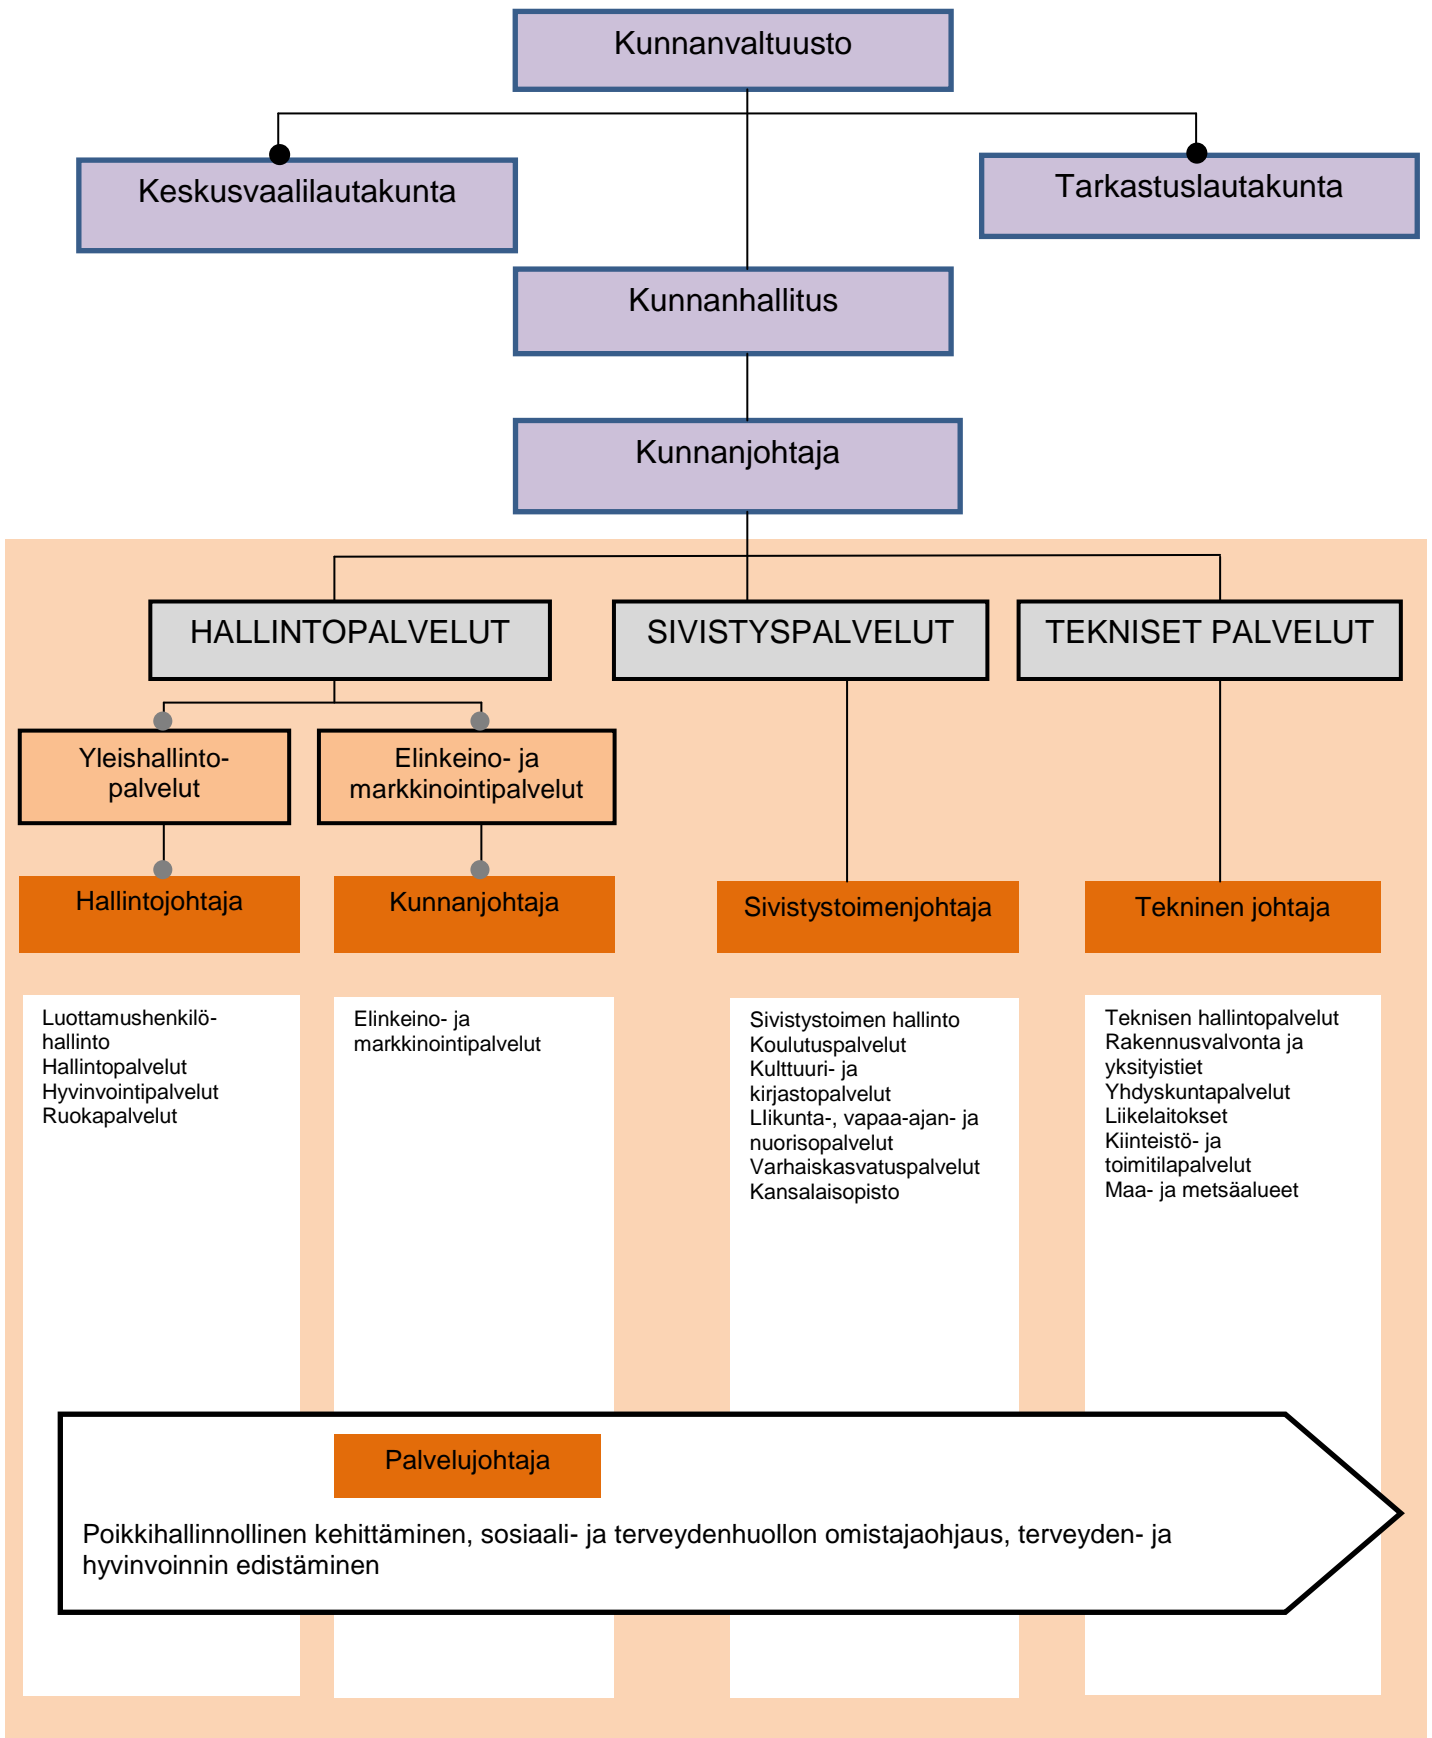 Kunnanvaltuusto
Keskusvaalilautakunta
Tarkastuslautakunta
Kunnanhallitus
Kunnanjohtaja
HALLINTOPALVELUT
SIVISTYSPALVELUT
TEKNISET PALVELUT
Yleishallinto-
palvelut
Elinkeino- ja
markkinointipalvelut
Hallintojohtaja
Kunnanjohtaja
Sivistystoimenjohtaja
Tekninen johtaja
Luottamushenkilö-
hallinto
Hallintopalvelut
Hyvinvointipalvelut
Ruokapalvelut
Elinkeino- ja
markkinointipalvelut
Sivistystoimen hallinto
Koulutuspalvelut
Kulttuuri- ja
kirjastopalvelut
LIikunta-, vapaa-ajan- ja
nuorisopalvelut
Varhaiskasvatuspalvelut
Kansalaisopisto
Teknisen hallintopalvelut
Rakennusvalvonta ja
yksityistiet
Yhdyskuntapalvelut
Liikelaitokset
Kiinteistö- ja
toimitilapalvelut
Maa- ja metsäalueet
Palvelujohtaja
Poikkihallinnollinen kehittäminen, sosiaali- ja terveydenhuollon omistajaohjaus, terveyden- ja
hyvinvoinnin edistäminen